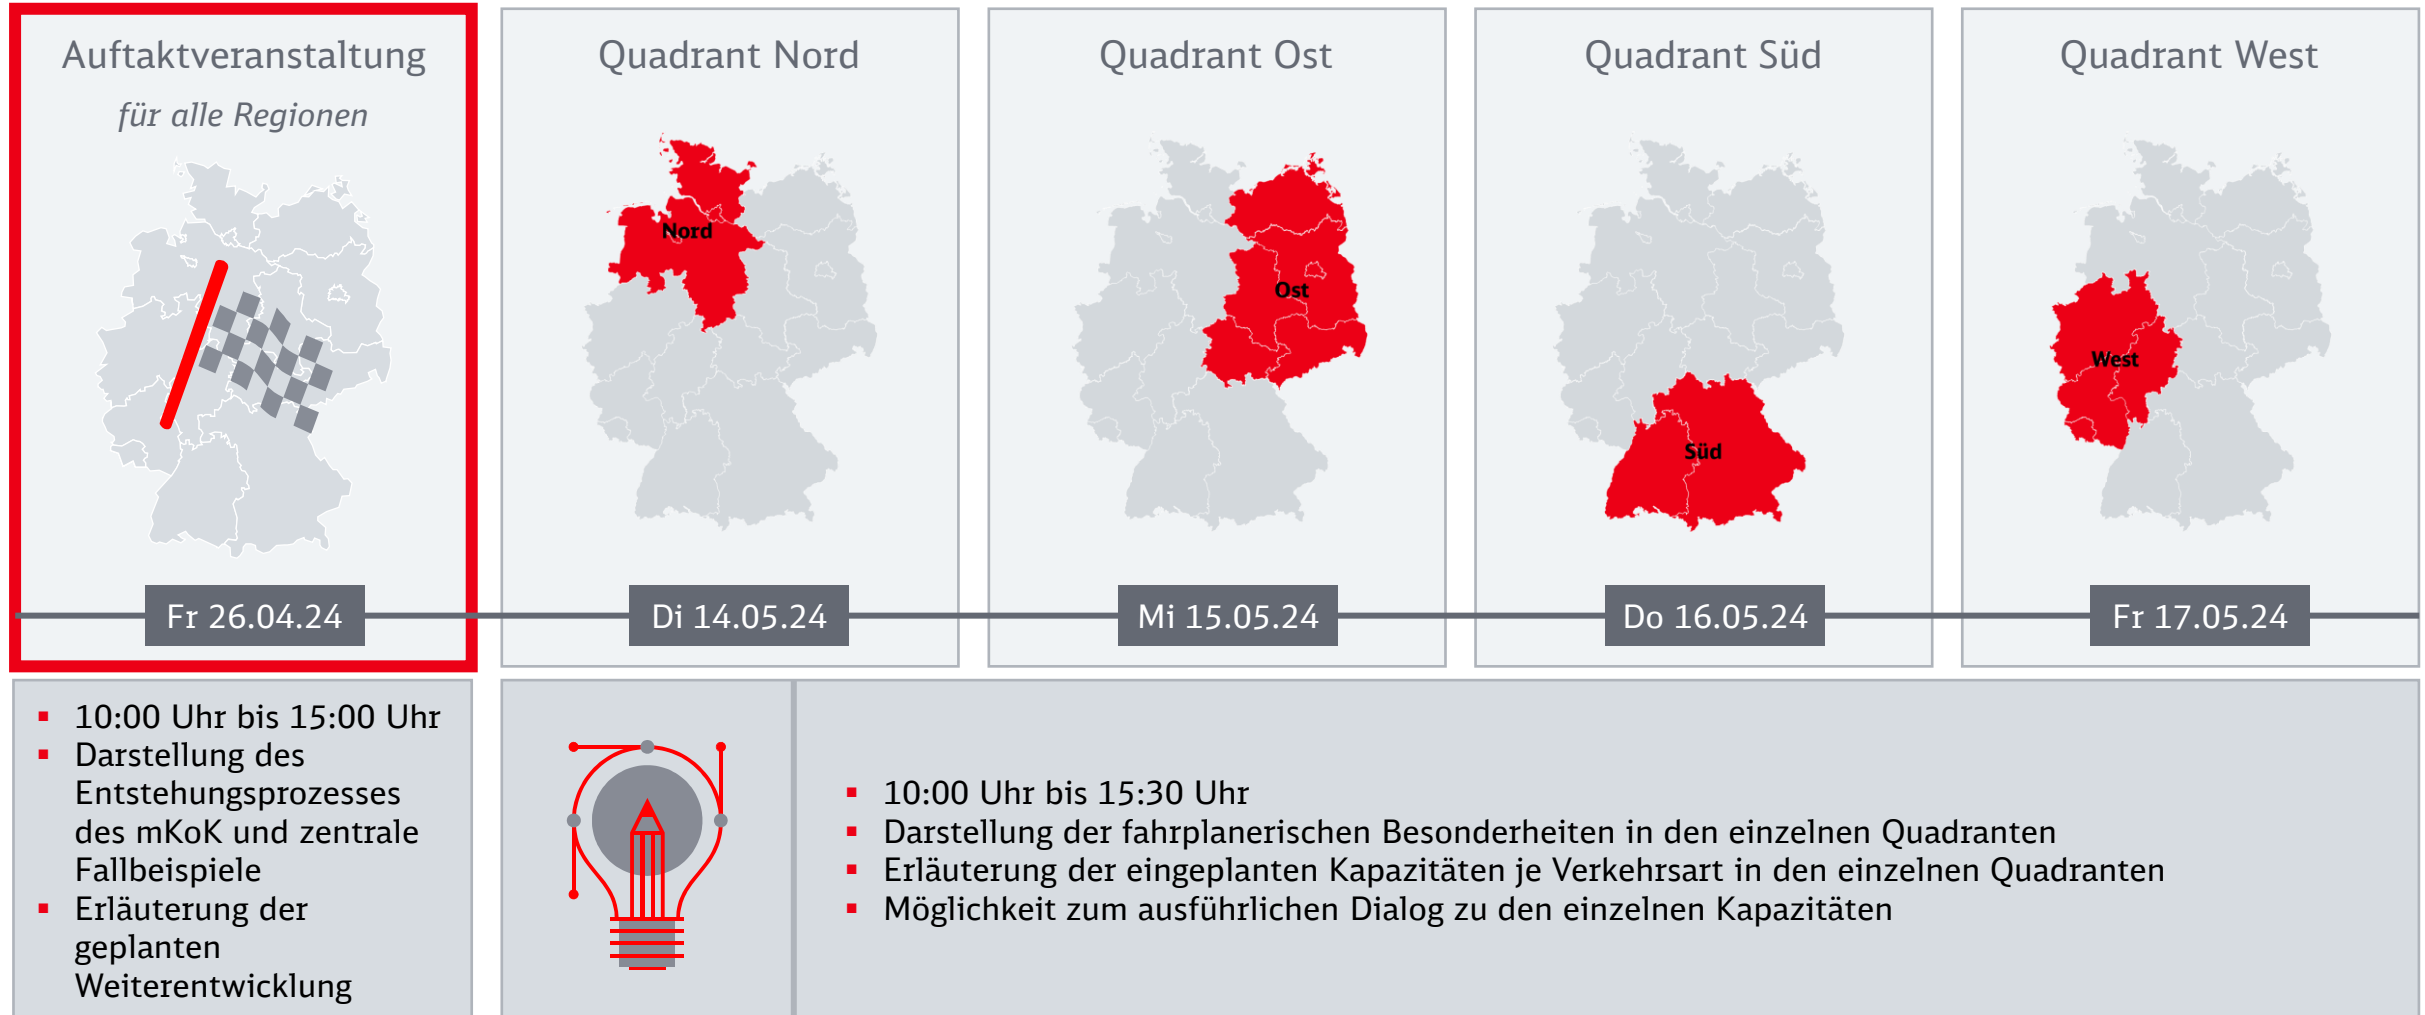 Auftaktveranstaltung
für alle Regionen
Fr 26.04.24
Quadrant Nord
Nord
Di 14.05.24
Quadrant Ost
Ost
Mi 15.05.24
Quadrant Süd
Süd
Do 16.05.24
Quadrant West
West
Fr 17.05.24
▪ 10:00 Uhr bis 15:00 Uhr
▪ Darstellung des
Entstehungsprozesses
des mKoK und zentrale
Fallbeispiele
▪ Erläuterung der
geplanten
Weiterentwicklung
▪ 10:00 Uhr bis 15:30 Uhr
▪ Darstellung der fahrplanerischen Besonderheiten in den einzelnen Quadranten
▪ Erläuterung der eingeplanten Kapazitäten je Verkehrsart in den einzelnen Quadranten
▪ Möglichkeit zum ausführlichen Dialog zu den einzelnen Kapazitäten